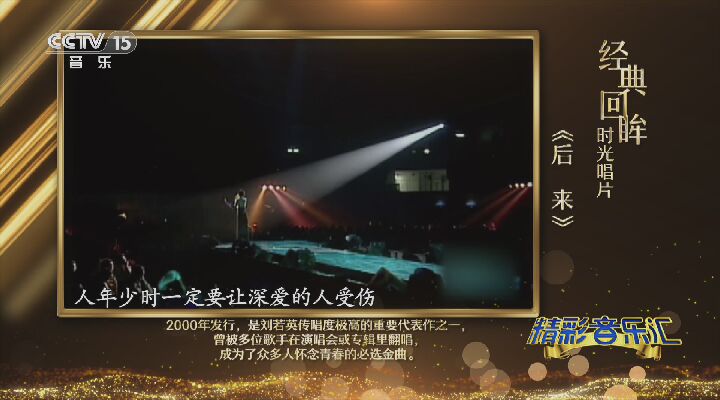 CCTV 15
音乐
经典回眸
时光唱片
《后来》
人年少时一定要让深爱的人受伤
2000年发行，是刘若英传唱度极高的重要代表作之一，
曾被多位歌手在演唱会或专辑里翻唱，
成为了众多人怀念青春的必选金曲。
精彩音乐汇